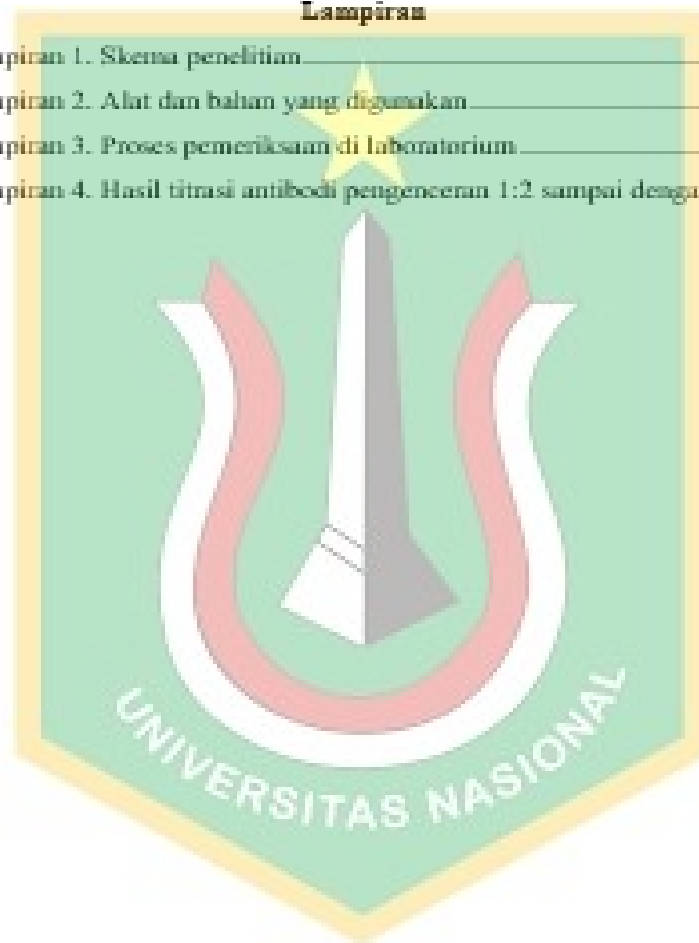 Lampiran
piran 1. Skema penelitian
piran 2. Alat dan bahan yang digunakan
piran 3. Proses pemeriksaan di laboratorium
piran 4. Hasil titrasi antibodi pengenceran 1:2 sampai denga
UNIVERSITAS NASIONAL